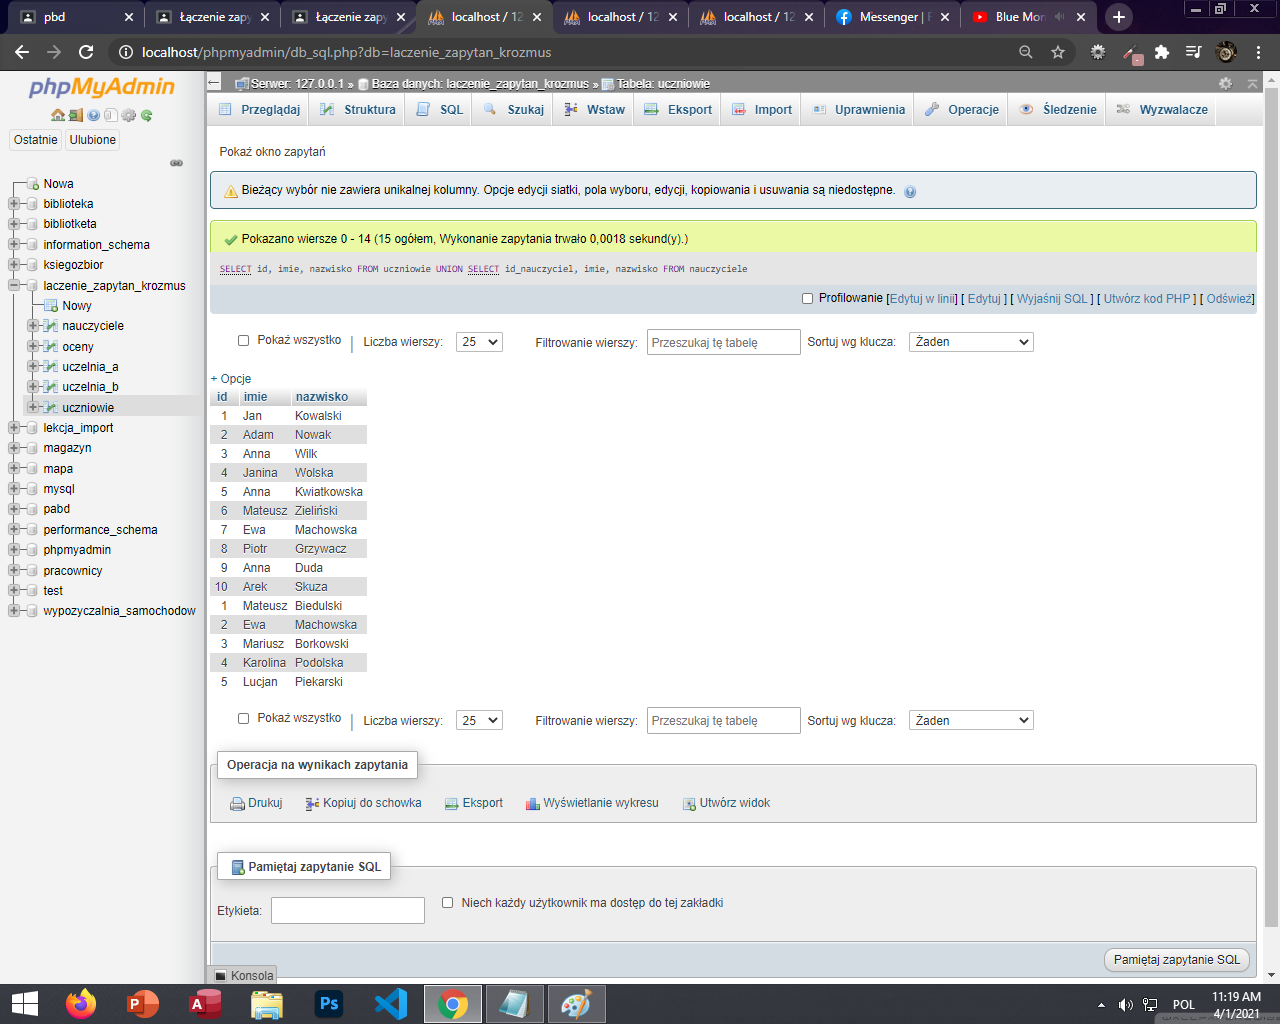 pbd
Łączenie zapy
Łączenie zapy
localhost / 12
localhost / 12
localhost / 12
Messenger |
Blue Mon
localhost/phpmyadmin/db_sql.php?db=laczenie_zapytan_krozmus
phpMyAdmin
Ostatnie
Ulubione
Nowa
biblioteka
bibliotketa
information_schema
ksiegozbior
laczenie_zapytan_krozmus
Nowy
nauczyciele
oceny
uczelnia_a
uczelnia_b
uczniowie
lekcja_import
magazyn
mapa
mysql
pabd
performance_schema
phpmyadmin
pracownicy
test
wypozyczalnia_samochodow
Serwer: 127.0.0.1 » Baza danych: laczenie_zapytan_krozmus » Tabela: uczniowie
Przeglądaj Struktura SQL Szukaj Wstaw Eksport Import Uprawnienia Operacje Śledzenie Wyzwalacze
Pokaż okno zapytań
Bieżący wybór nie zawiera unikalnej kolumny. Opcje edycji siatki, pola wyboru, edycji, kopiowania i usuwania są niedostępne.
Pokazano wiersze 0 - 14 (15 ogółem, Wykonanie zapytania trwało 0,0018 sekund(y).)
SELECT id, imie, nazwisko FROM uczniowie UNION SELECT id_nauczyciel, imie, nazwisko FROM nauczyciele
Profilowanie [Edytuj w linii] [ Edytuj ] [ Wyjaśnij SQL ] [ Utwórz kod PHP ] [ Odśwież]
Pokaż wszystko | Liczba wierszy: 25 Filtrowanie wierszy: Przeszukaj tę tabelę Sortuj wg klucza: Żaden
+ Opcje
id imie nazwisko
1 Jan Kowalski
2 Adam Nowak
3 Anna Wilk
4 Janina Wolska
5 Anna Kwiatkowska
6 Mateusz Zieliński
7 Ewa Machowska
8 Piotr Grzywacz
9 Anna Duda
10 Arek Skuza
1 Mateusz Biedulski
2 Ewa Machowska
3 Mariusz Borkowski
4 Karolina Podolska
5 Lucjan Piekarski
Pokaż wszystko | Liczba wierszy: 25 Filtrowanie wierszy: Przeszukaj tę tabelę Sortuj wg klucza: Żaden
Operacja na wynikach zapytania
Drukuj Kopiuj do schowka Eksport Wyświetlanie wykresu Utwórz widok
Pamiętaj zapytanie SQL
Etykieta: Niech każdy użytkownik ma dostęp do tej zakładki
Pamiętaj zapytanie SQL
Konsola
POL
11:19 AM
4/1/2021